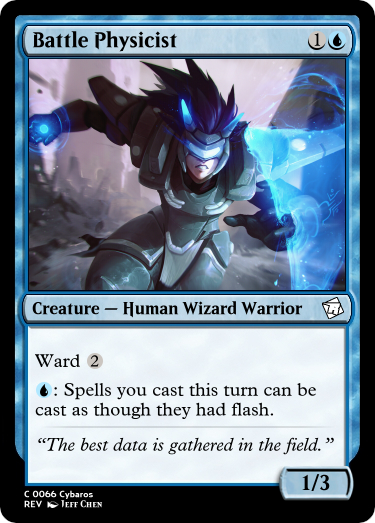 Battle Physicist 1
Creature — Human Wizard Warrior
Ward 2
: Spells you cast this turn can be
cast as though they had flash.
“The best data is gathered in the field.”
1/3
C 0066 Cybaros
REV Jeff Chen